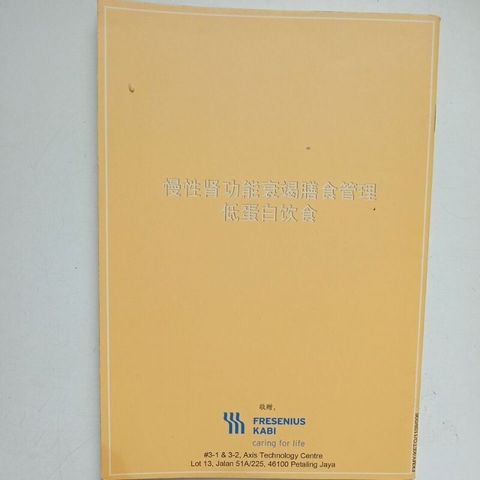 慢性肾功能衰竭膳食管理
低蛋白饮食
敬赠,
FRESENIUS
KABI
caring for life
#3-1 & 3-2, Axis Technology Centre
Lot 13, Jalan 51A/225, 46100 Petaling Jaya